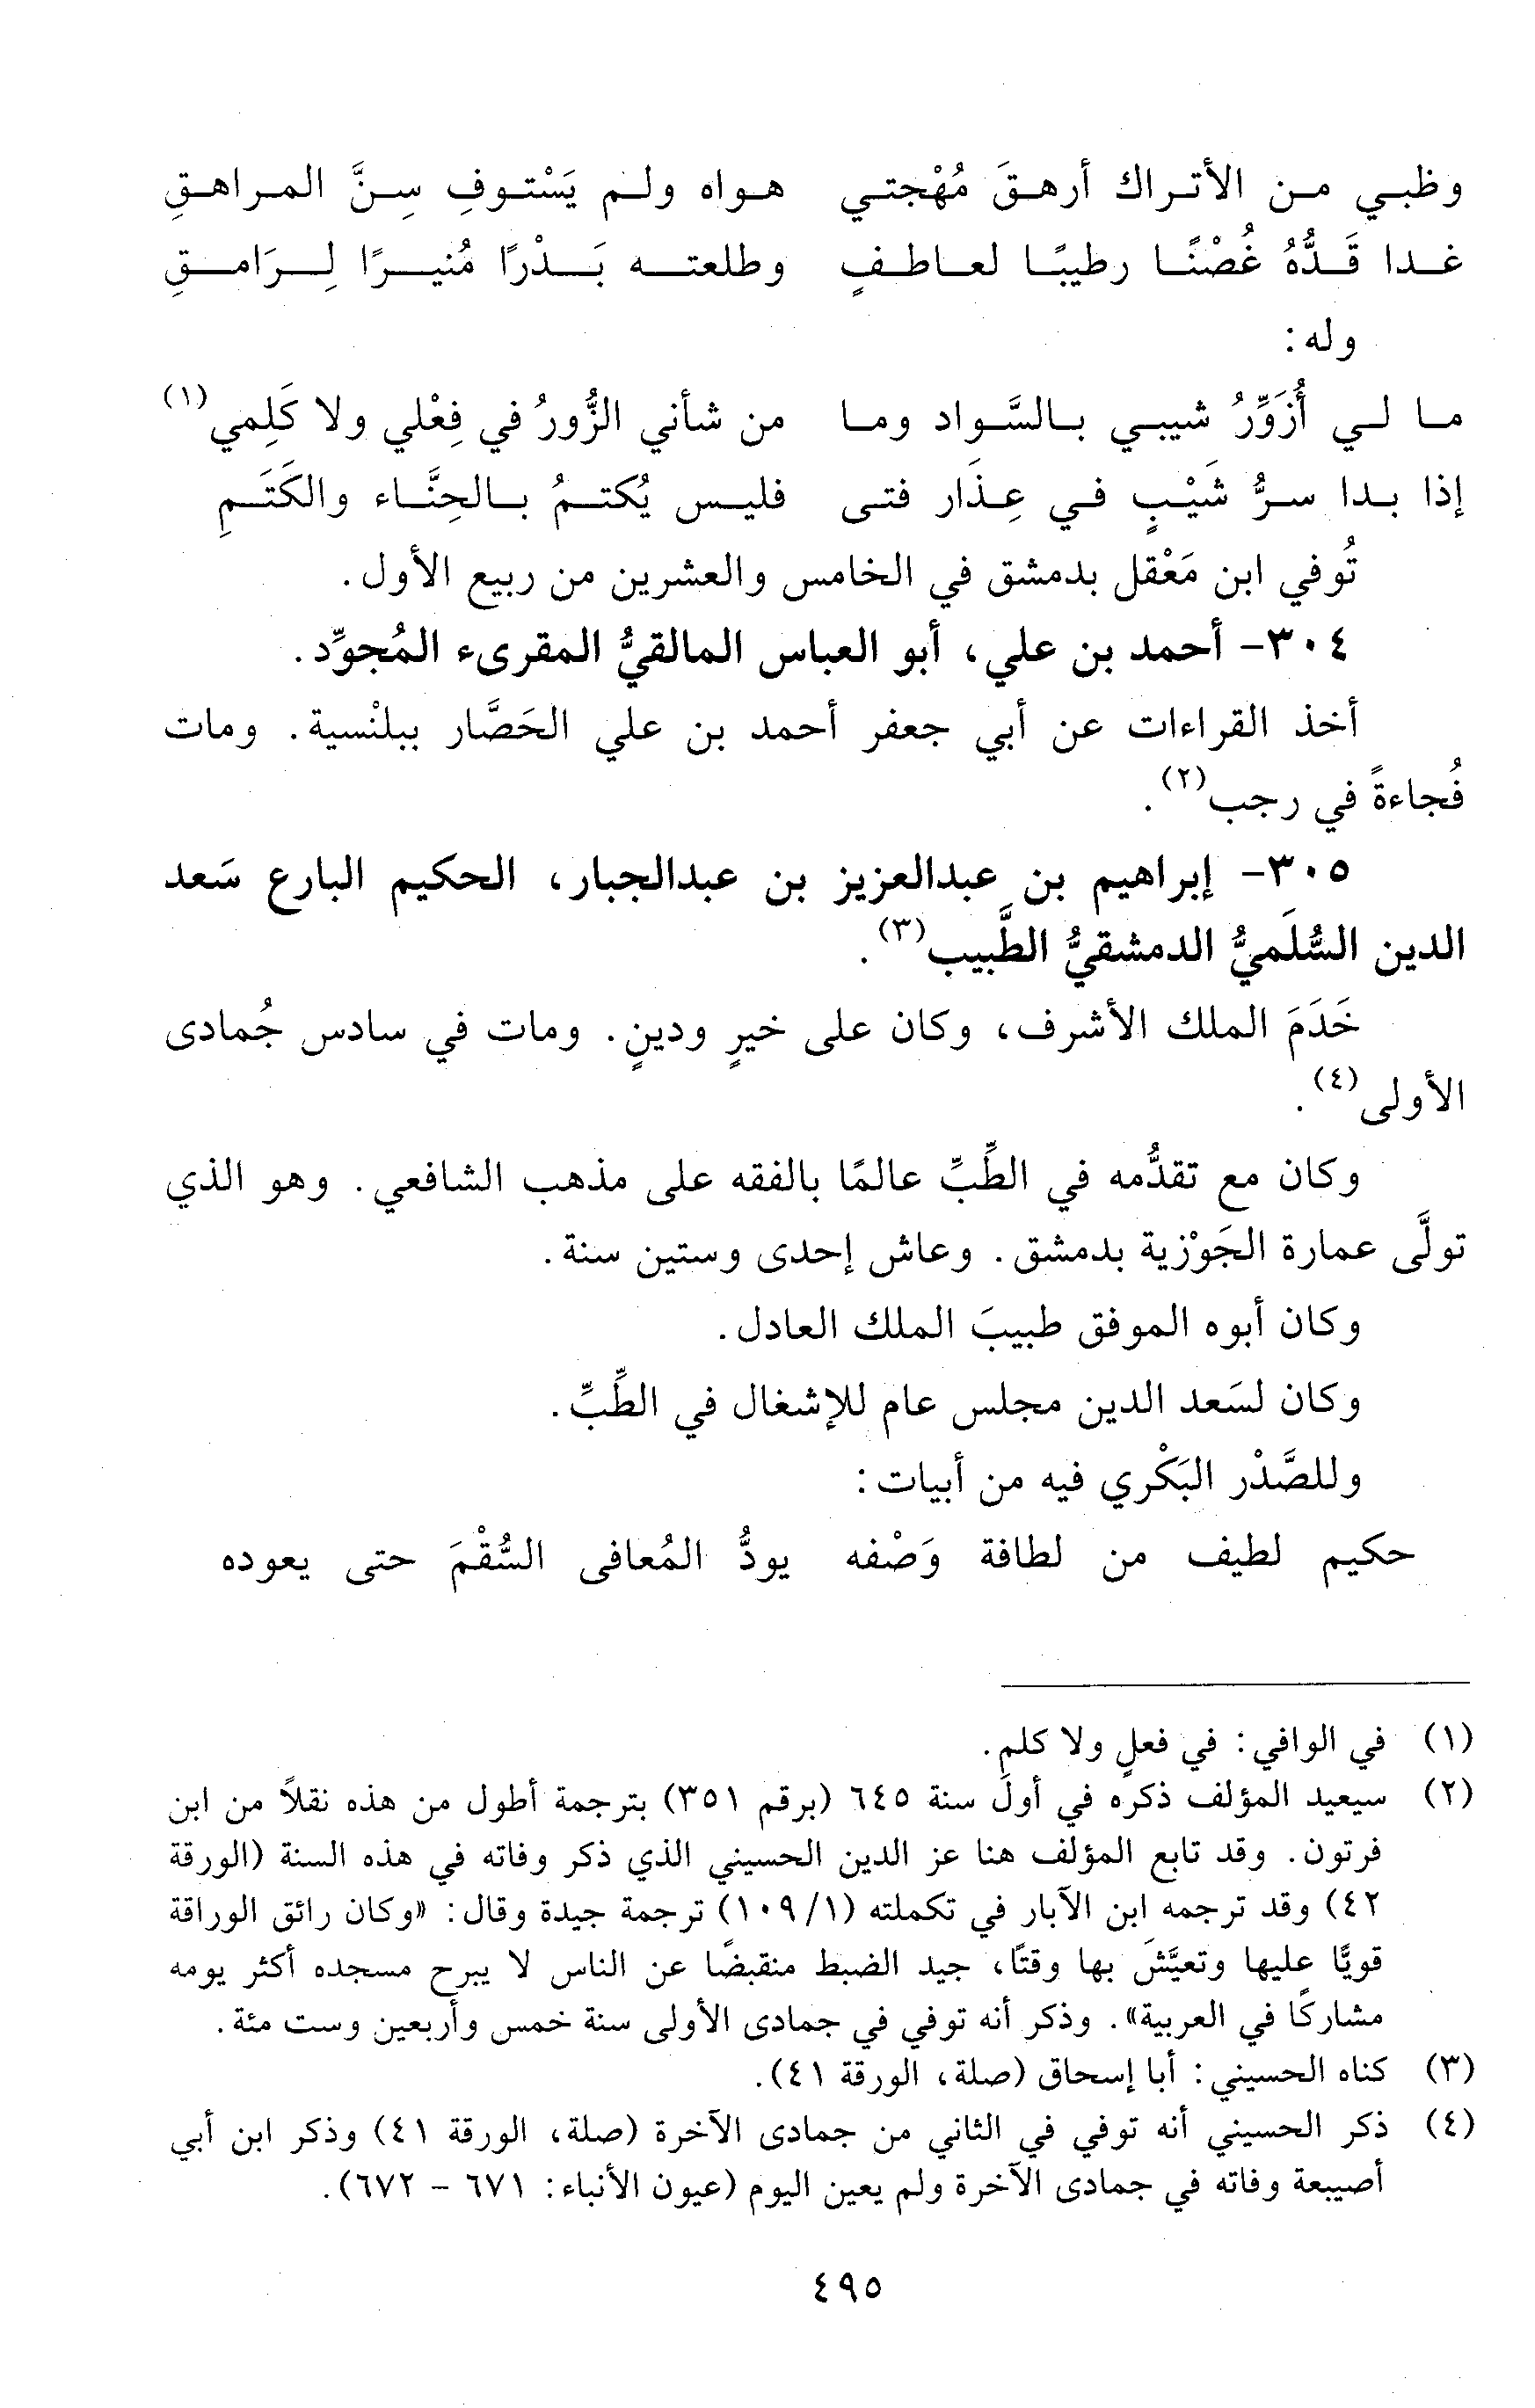 وظبي من الأتراك أرهقَ مُهْجتي هواه ولم يَسْتوفِ سِنَّ المراهقِ
غدا قَدُّهُ غُصْنًا رطيبًا لعاطفٍ وطلعته بَدْرًا مُنيرًا لِرَامقِ
وله:
ما لي أُزَوِّرُ شيبي بالسَّواد وما من شأني الزُّورُ في فِعْلي ولا كَلِمي(١)
إذا بدا سرُّ شَيْبٍ في عِذَار فتى فليس يُكتمُ بالحِنَّاء والكَتَمِ
تُوفي ابن مَعْقل بدمشق في الخامس والعشرين من ربيع الأول.
٣٠٤- أحمد بن علي، أبو العباس المالقيُّ المقرىء المُجوِّد.
أخذ القراءات عن أبي جعفر أحمد بن علي الحَصَّار ببلنْسية. ومات
فُجاءةً في رجب(٢).
٣٠٥- إبراهيم بن عبدالعزيز بن عبدالجبار، الحكيم البارع سَعد
الدين السُّلَميُّ الدمشقيُّ الطَّبيب(٣).
خَدَمَ الملك الأشرف، وكان على خيرٍ ودينٍ. ومات في سادس جُمادى
الأولى(٤).
وكان مع تقدُّمه في الطِّبِّ عالمًا بالفقه على مذهب الشافعي. وهو الذي
تولَّى عمارة الجَوْزية بدمشق. وعاش إحدى وستين سنة.
وكان أبوه الموفق طبيبَ الملك العادل.
وكان لسَعد الدين مجلس عام للإشغال في الطِّبِّ.
وللصَّدْر البَكْري فيه من أبيات:
حكيم لطيف من لطافة وَصْفه يودُّ المُعافى السُّقْمَ حتى يعوده
(١) في الوافي: في فعلٍ ولا كلمِ.
(٢) سيعيد المؤلف ذكره في أول سنة ٦٤٥ (برقم ٣٥١) بترجمة أطول من هذه نقلاً من ابن
فرتون. وقد تابع المؤلف هنا عز الدين الحسيني الذي ذكر وفاته في هذه السنة (الورقة
٤٢) وقد ترجمه ابن الآبار في تكملته (١/١٠٩) ترجمة جيدة وقال: «وكان رائق الوراقة
قويًّا عليها وتعيَّشَ بها وقتًا، جيد الضبط منقبضًا عن الناس لا يبرح مسجده أكثر يومه
مشاركًا في العربية». وذكر أنه توفي في جمادى الأولى سنة خمس وأربعين وست مئة.
(٣) كناه الحسيني: أبا إسحاق (صلة، الورقة ٤١).
(٤) ذكر الحسيني أنه توفي في الثاني من جمادى الآخرة (صلة، الورقة ٤١) وذكر ابن أبي
أصيبعة وفاته في جمادى الآخرة ولم يعين اليوم (عيون الأنباء: ٦٧١ - ٦٧٢).
٤٩٥